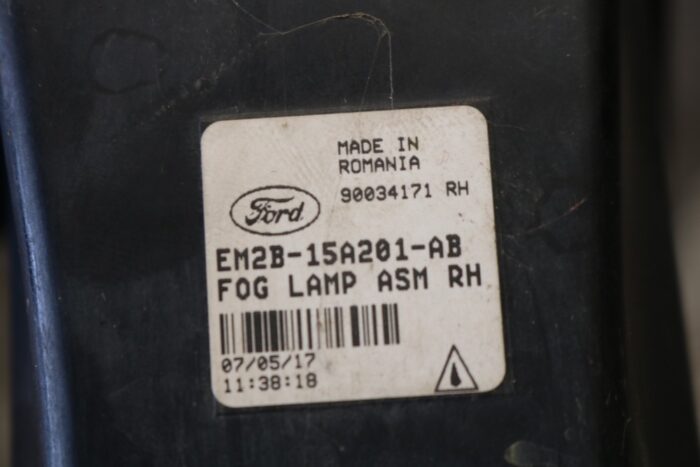 MADE IN
ROMANIA
90034171 RH
Ford
EM2B-15A201-AB
FOG LAMP ASM RH
07/05/17
11:38:18